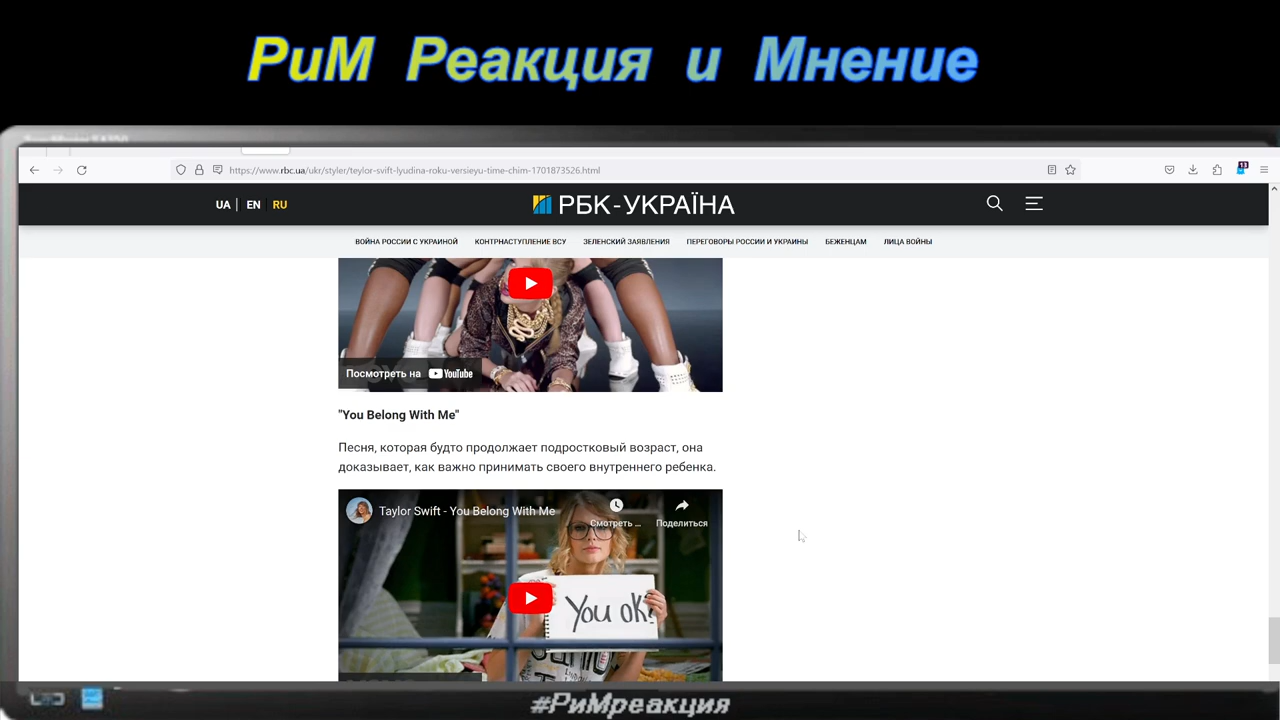 РиМ Реакция и Мнение
https://www.rbc.ua/ukr/styler/teylor-svift-lyudina-roku-versieyu-time-chim-1701873526.html
13
UA | EN RU
РБК-УКРАЇНА
ВОЙНА РОССИИ С УКРАИНОЙ КОНТРНАСТУПЛЕНИЕ ВСУ ЗЕЛЕНСКИЙ ЗАЯВЛЕНИЯ ПЕРЕГОВОРЫ РОССИИ И УКРАИНЫ БЕЖЕНЦАМ ЛИЦА ВОЙНЫ
Посмотреть на YouTube
"You Belong With Me"
Песня, которая будто продолжает подростковый возраст, она
доказывает, как важно принимать своего внутреннего ребенка.
Taylor Swift - You Belong With Me
Смотреть ... Поделиться
You ok?
#РиМреакция